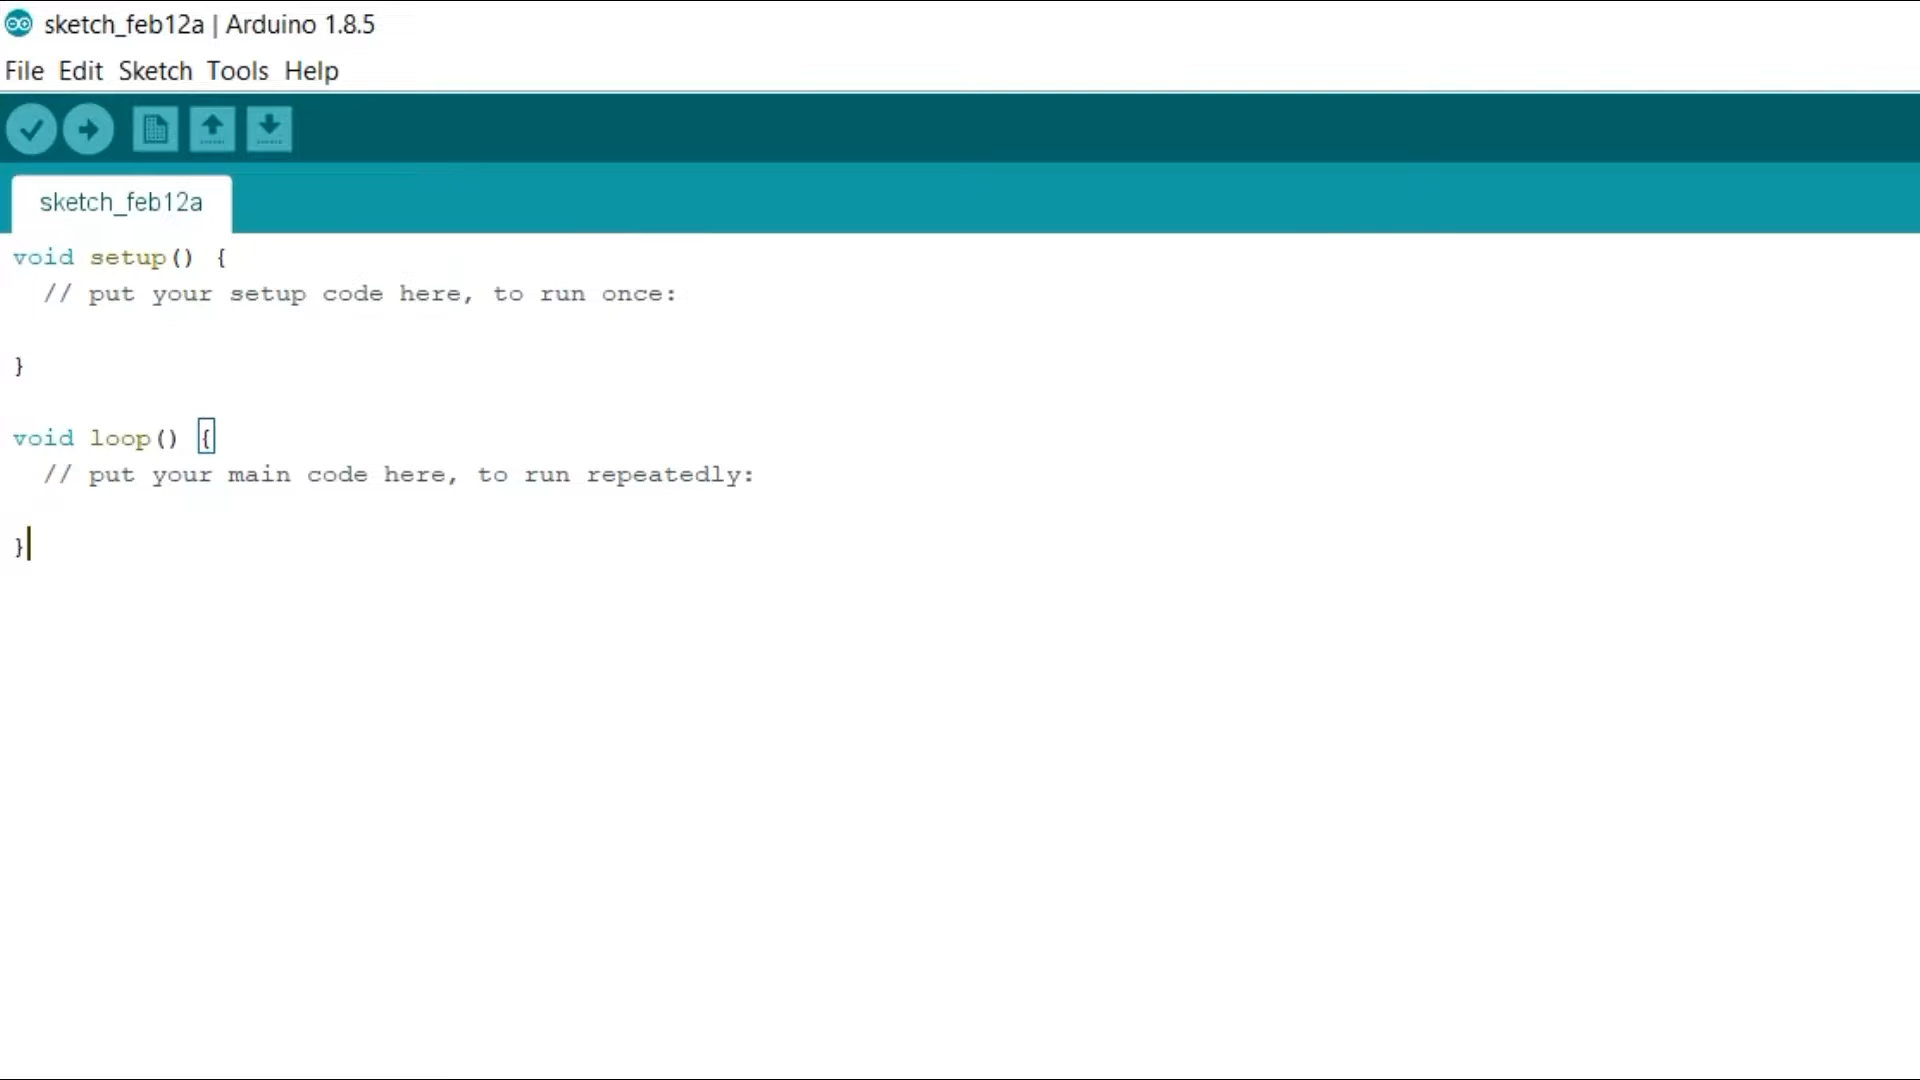 sketch_feb12a | Arduino 1.8.5
File Edit Sketch Tools Help
sketch_feb12a
void setup() {
  // put your setup code here, to run once:
}
void loop() {
  // put your main code here, to run repeatedly:
}